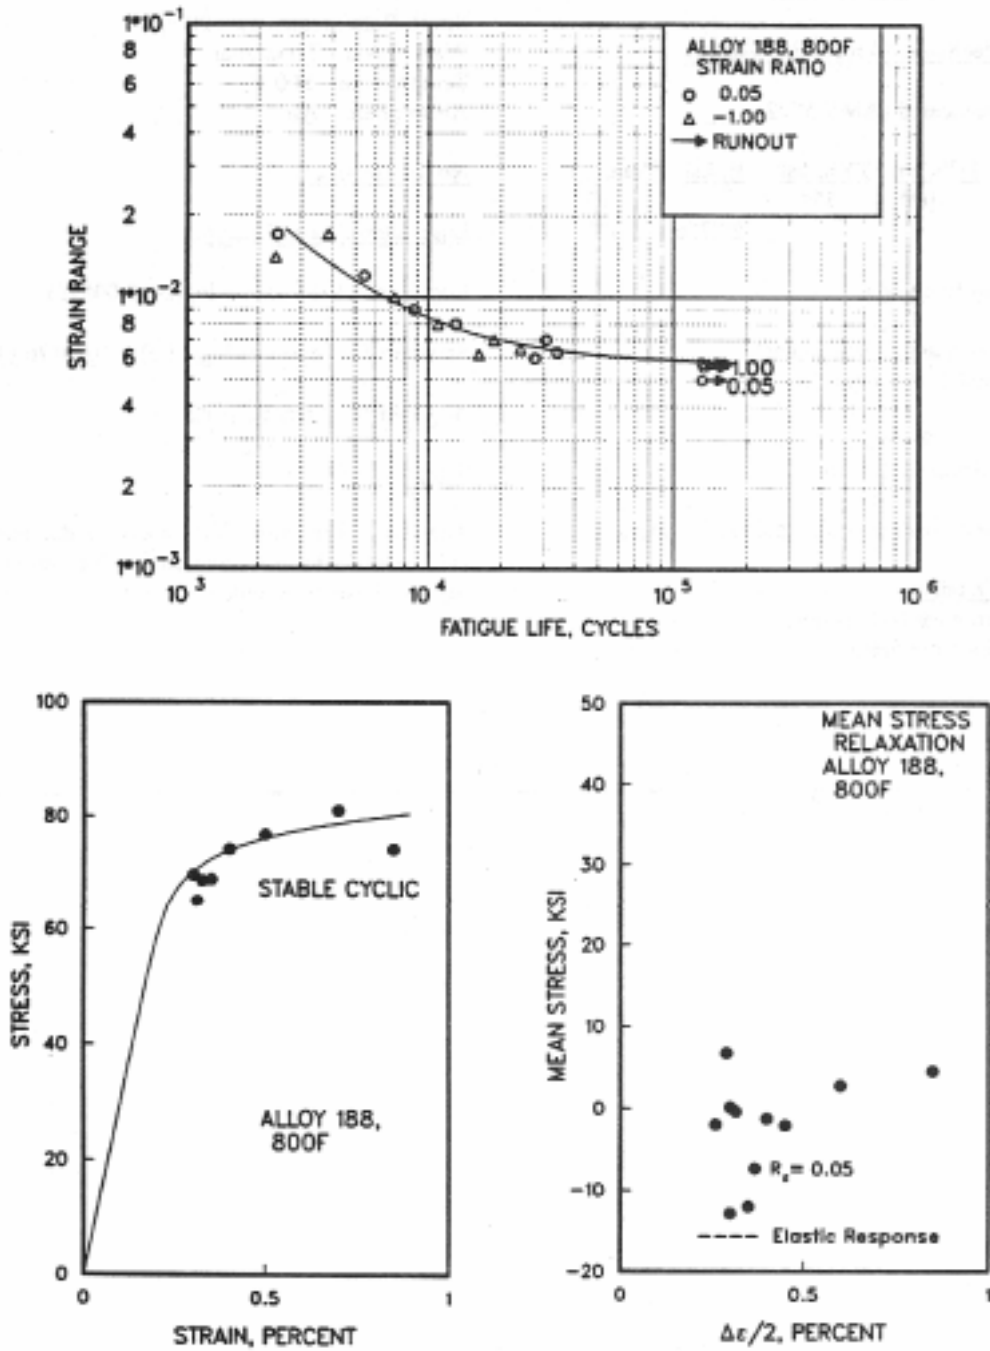 1*10⁻¹
8
6
4
2
1*10⁻²
8
6
4
2
1*10⁻³
STRAIN RANGE
ALLOY 188, 800F
STRAIN RATIO
0.05
-1.00
RUNOUT
1.00
0.05
10³ 10⁴ 10⁵ 10⁶
FATIGUE LIFE, CYCLES
100
80
60
40
20
0
STRESS, KSI
STABLE CYCLIC
ALLOY 188,
800F
0 0.5 1
STRAIN, PERCENT
50
40
30
20
10
0
-10
-20
MEAN STRESS, KSI
MEAN STRESS
RELAXATION
ALLOY 188,
800F
Rε = 0.05
Elastic Response
0 0.5 1
Δε/2, PERCENT